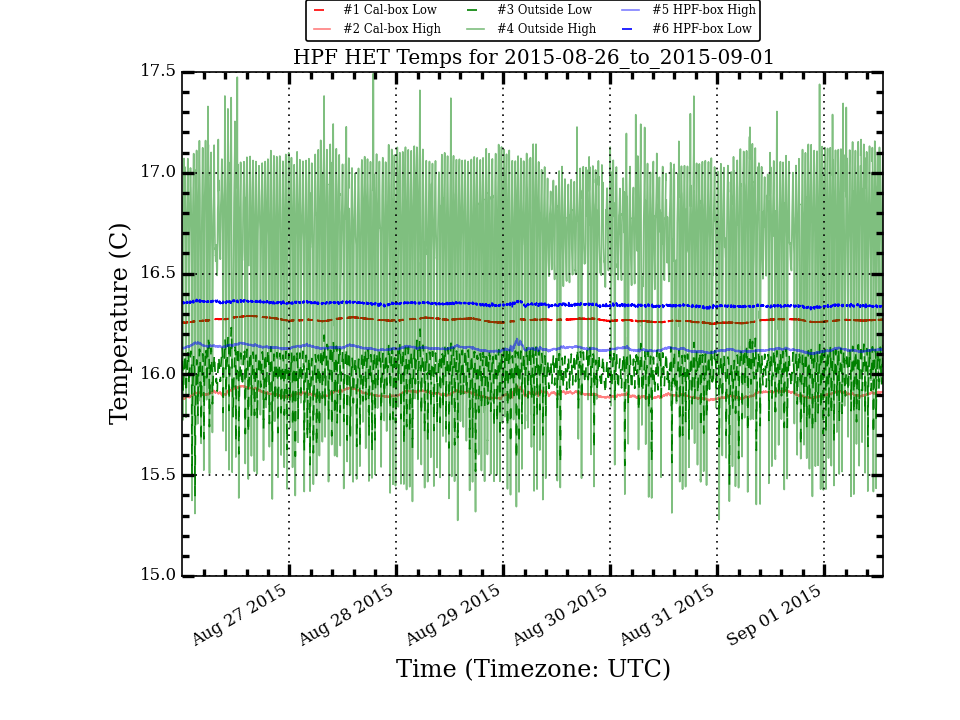 #1 Cal-box Low #3 Outside Low #5 HPF-box High
#2 Cal-box High #4 Outside High #6 HPF-box Low
HPF HET Temps for 2015-08-26_to_2015-09-01
17.5
17.0
16.5
16.0
15.5
15.0
Temperature (C)
Aug 27 2015 Aug 28 2015 Aug 29 2015 Aug 30 2015 Aug 31 2015 Sep 01 2015
Time (Timezone: UTC)